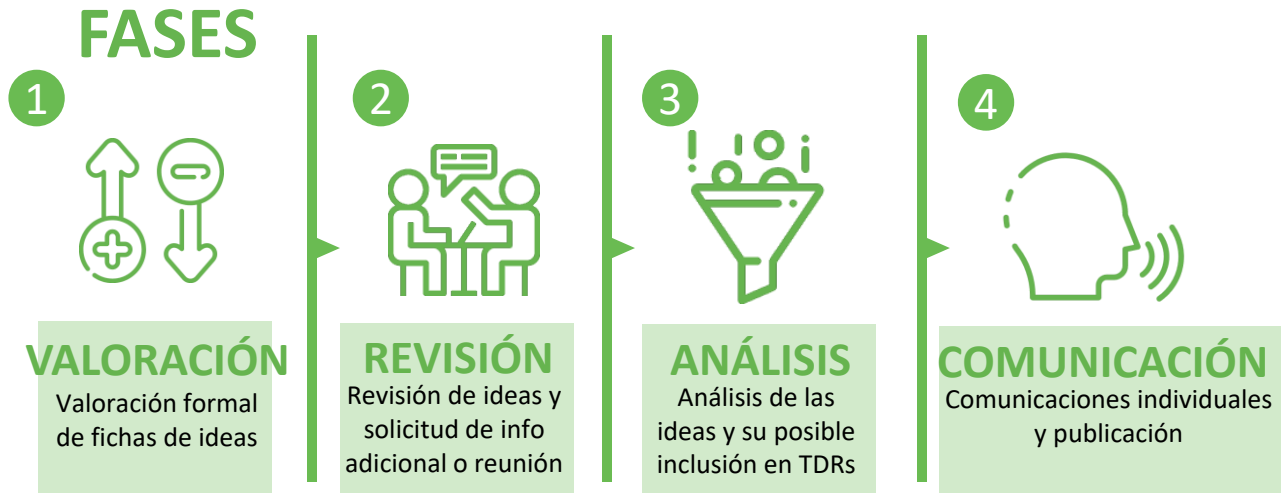 FASES
1
VALORACIÓN
Valoración formal
de fichas de ideas
2
REVISIÓN
Revisión de ideas y
solicitud de info
adicional o reunión
3
ANÁLISIS
Análisis de las
ideas y su posible
inclusión en TDRs
4
COMUNICACIÓN
Comunicaciones individuales
y publicación